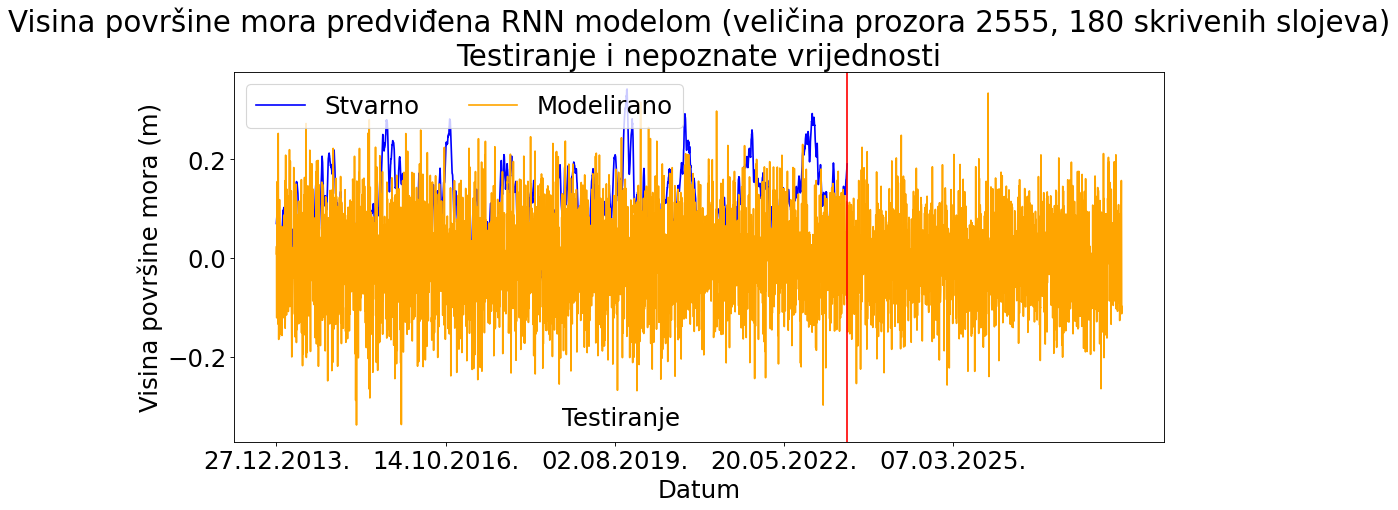 Visina površine mora predviđena RNN modelom (veličina prozora 2555, 180 skrivenih slojeva)
Testiranje i nepoznate vrijednosti
Stvarno Modelirano
Visina površine mora (m)
0.2
0.0
−0.2
Testiranje
27.12.2013. 14.10.2016. 02.08.2019. 20.05.2022. 07.03.2025.
Datum